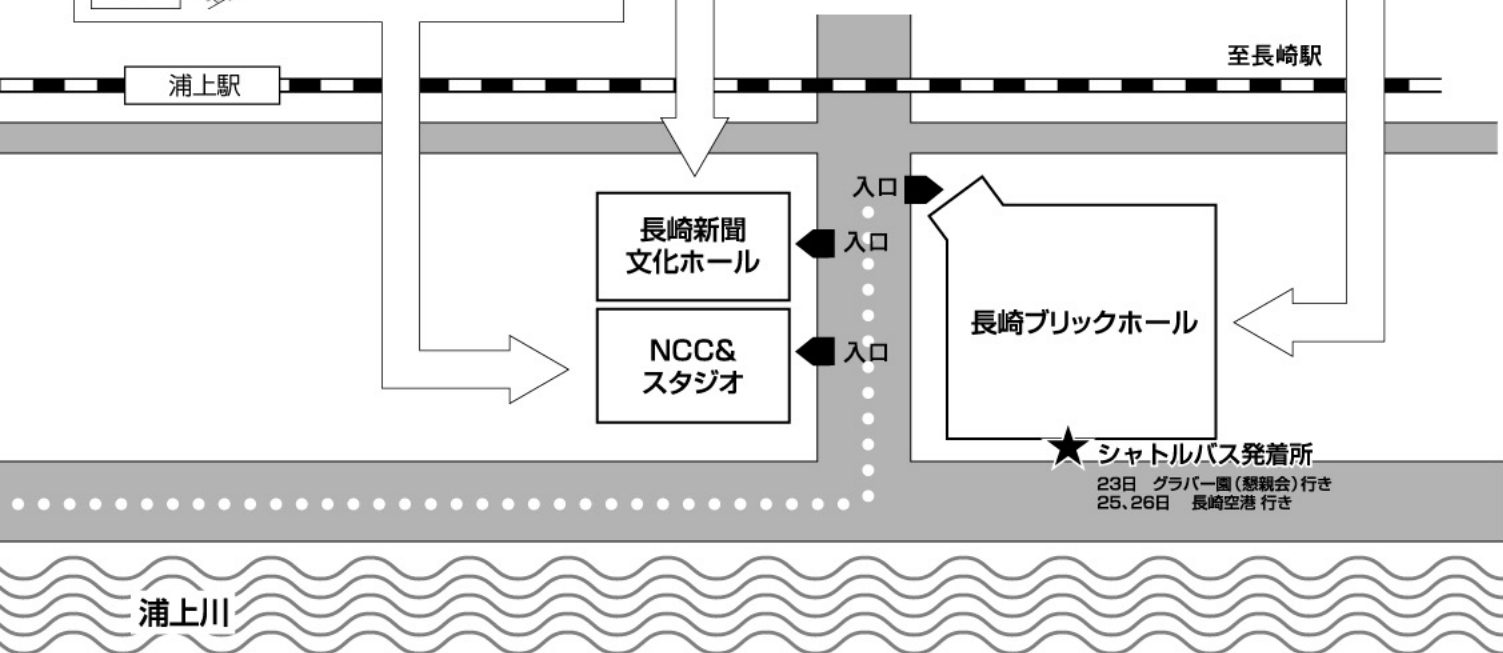 至長崎駅
浦上駅
入口
長崎新聞
文化ホール
入口
長崎ブリックホール
NCC&
スタジオ
入口
シャトルバス発着所
23日 グラバー園(懇親会)行き
25、26日 長崎空港 行き
浦上川